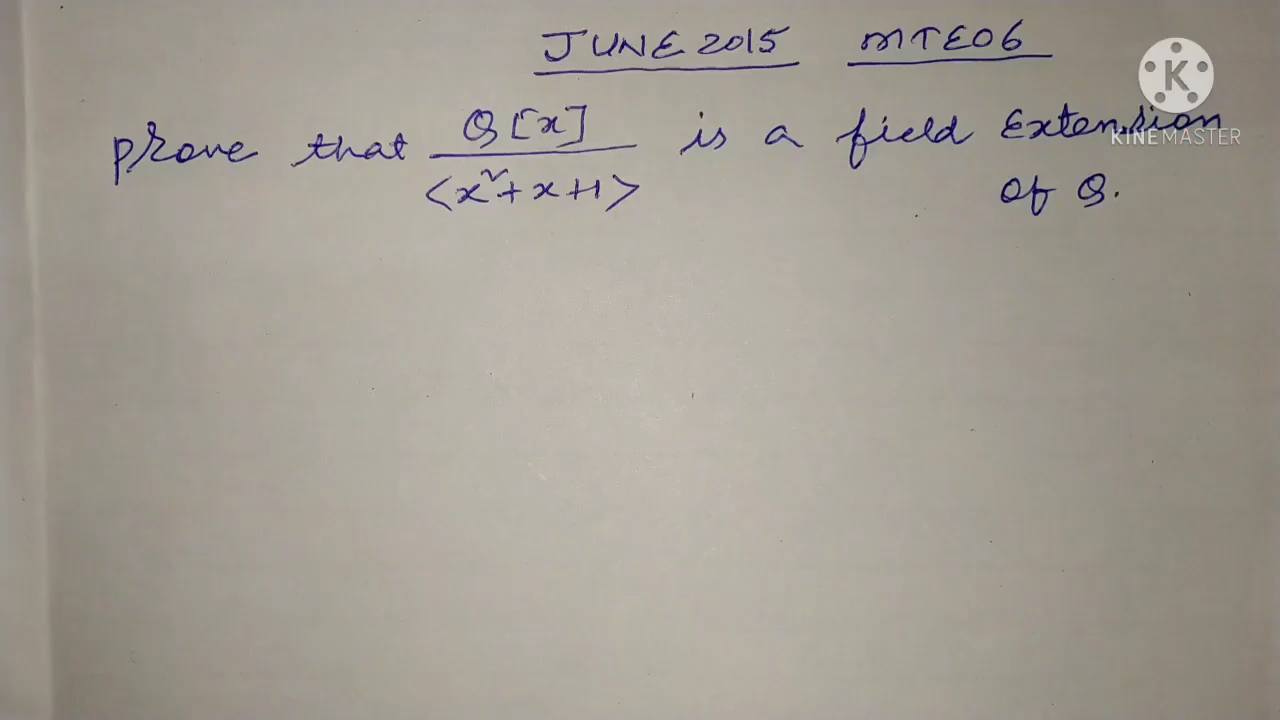 JUNE 2015 MTE06
K
KINEMASTER
prove that Q[x] / <x²+x+1> is a field Extension
of Q.